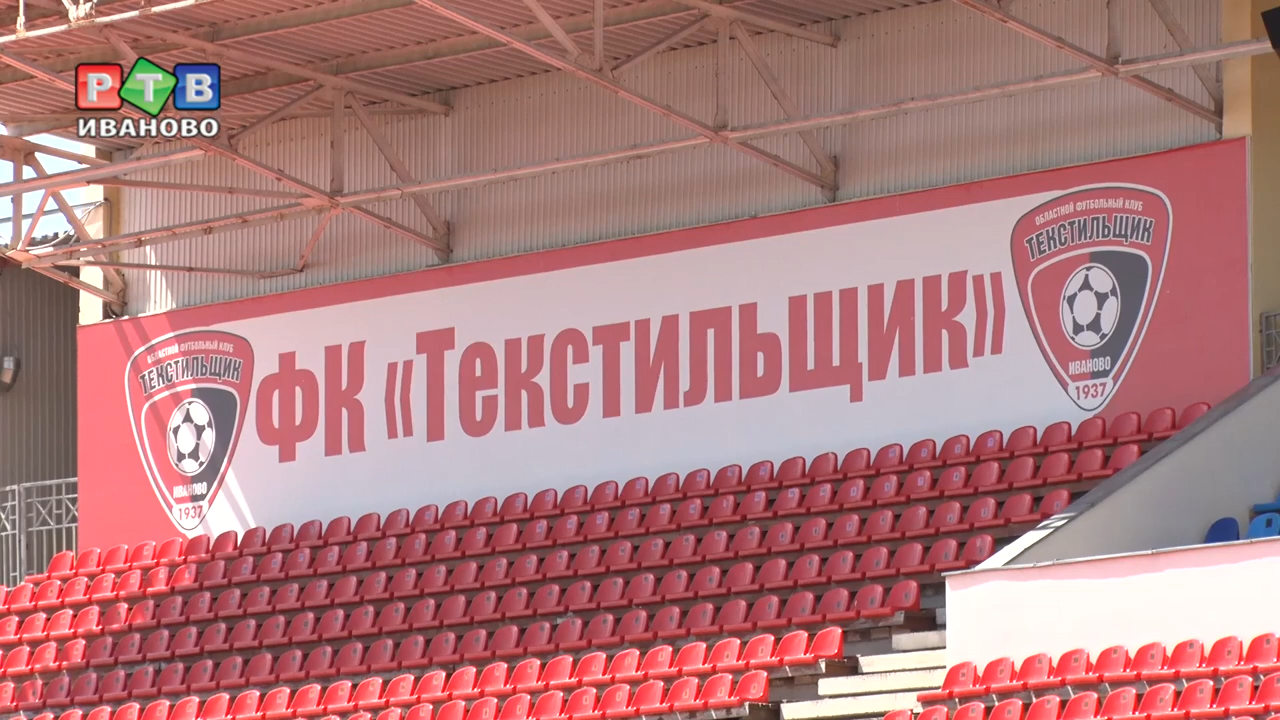 РТВ
ИВАНОВО
ФК «Текстильщик»
ОБЛАСТНОЙ ФУТБОЛЬНЫЙ КЛУБ
ТЕКСТИЛЬЩИК
ИВАНОВО
1937
ОБЛАСТНОЙ ФУТБОЛЬНЫЙ КЛУБ
ТЕКСТИЛЬЩИК
ИВАНОВО
1937